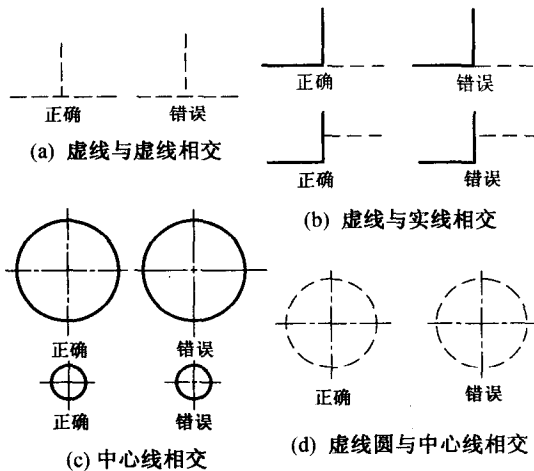 正确 错误
(a) 虚线与虚线相交
正确 错误
正确 错误
(b) 虚线与实线相交
正确 错误
正确 错误
(c) 中心线相交
正确 错误
(d) 虚线圆与中心线相交